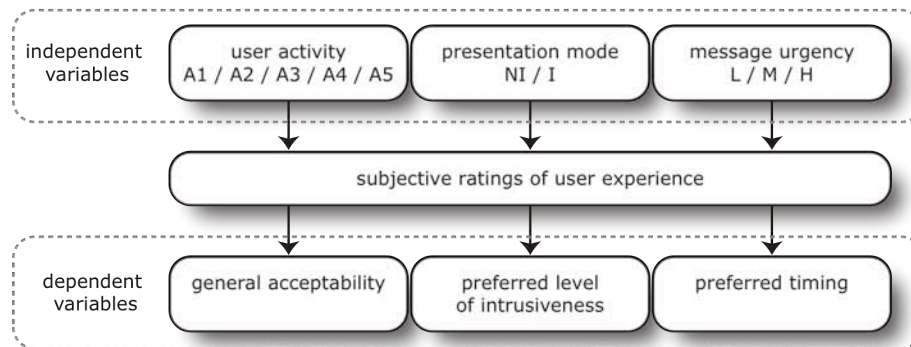 independent
variables
user activity
A1 / A2 / A3 / A4 / A5
presentation mode
NI / I
message urgency
L / M / H
subjective ratings of user experience
dependent
variables
general acceptability
preferred level
of intrusiveness
preferred timing